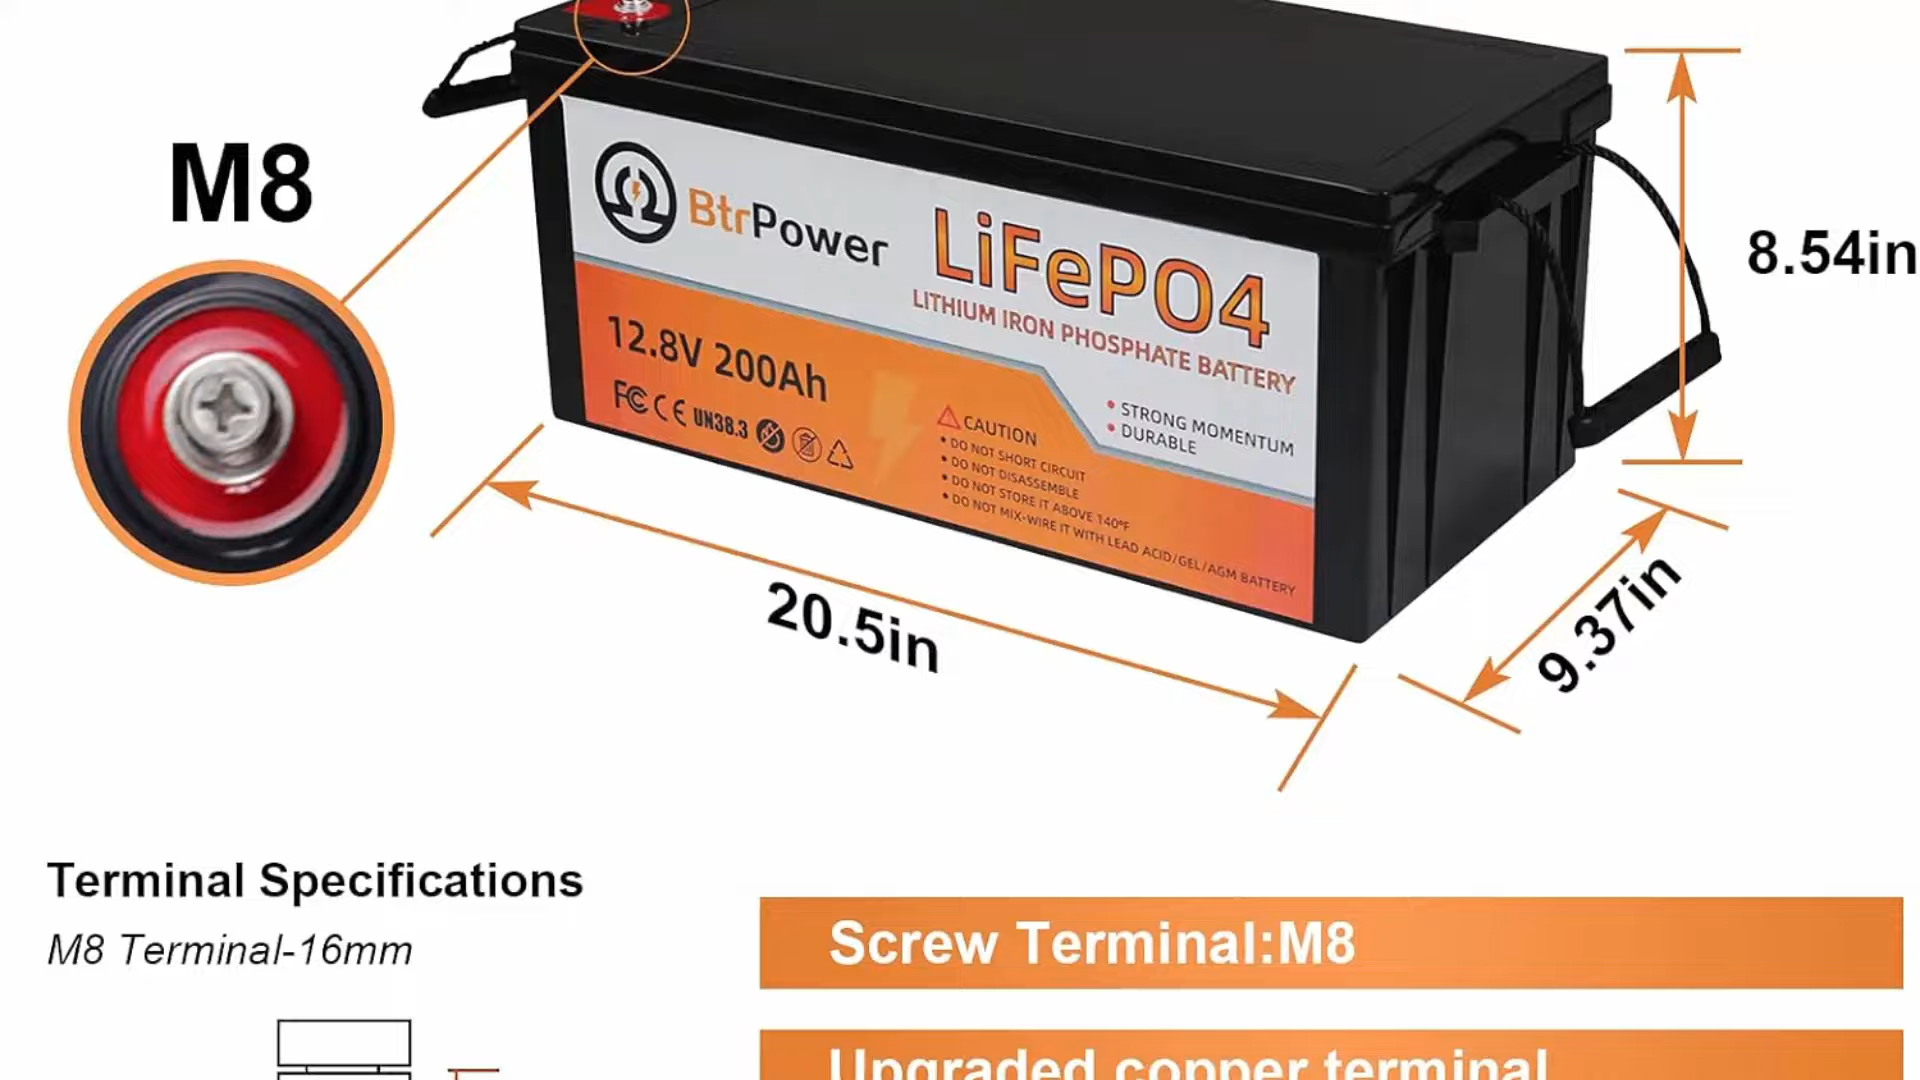 M8
BtrPower
LiFePO4
LITHIUM IRON PHOSPHATE BATTERY
12.8V 200Ah
FC CE UN38.3
STRONG MOMENTUM
DURABLE
CAUTION
DO NOT SHORT CIRCUIT
DO NOT DISASSEMBLE
DO NOT STORE IT ABOVE 140°F
DO NOT MIX-WIRE IT WITH LEAD ACID/GEL/AGM BATTERY
8.54in
20.5in
9.37in
Terminal Specifications
M8 Terminal-16mm
Screw Terminal:M8
Upgraded copper terminal